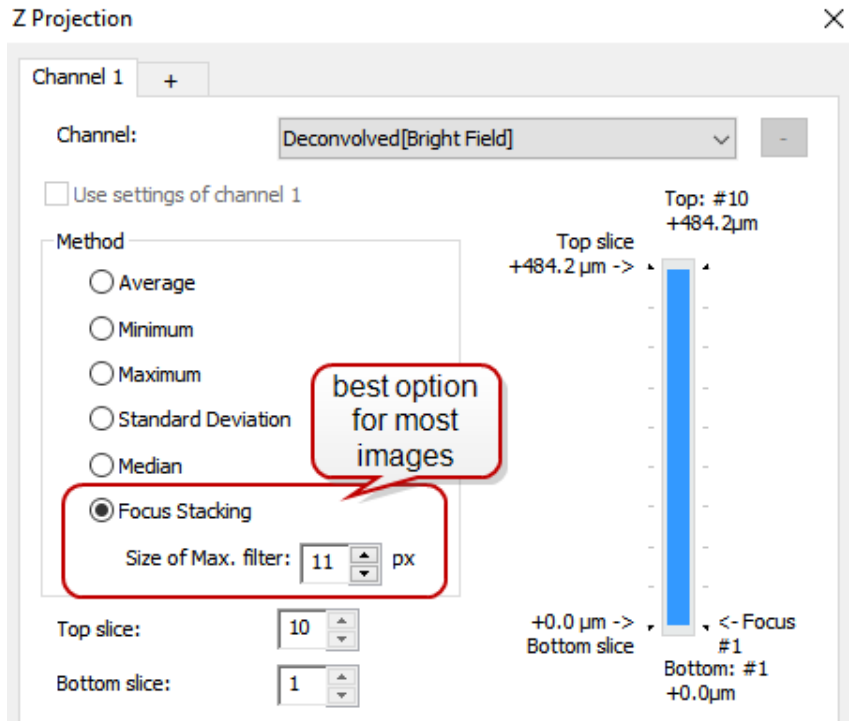 Z Projection
Channel 1
+
Channel:
Deconvolved[Bright Field]
-
Use settings of channel 1
Top: #10
+484.2µm
Method
Top slice
+484.2 µm ->
Average
Minimum
Maximum
Standard Deviation
Median
best option
for most
images
Focus Stacking
Size of Max. filter: 11 px
Top slice: 10
Bottom slice: 1
+0.0 µm -> <- Focus
Bottom slice #1
Bottom: #1
+0.0µm